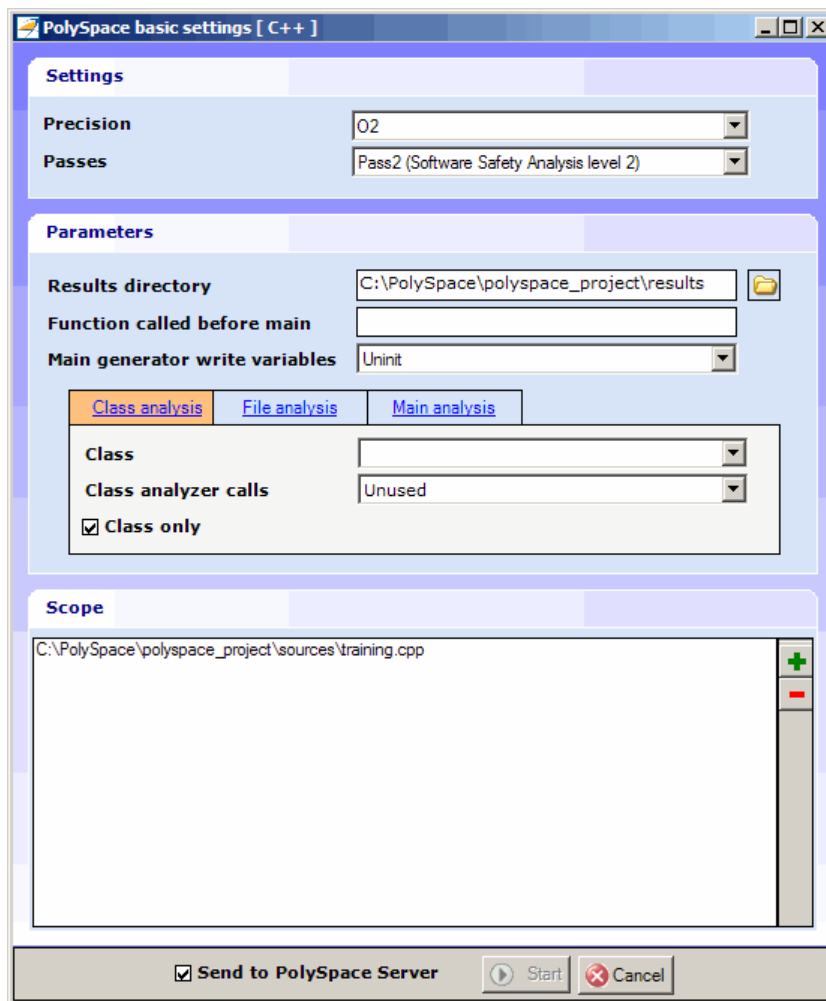 PolySpace basic settings [ C++ ]
Settings
Precision O2
Passes Pass2 (Software Safety Analysis level 2)
Parameters
Results directory C:\PolySpace\polyspace_project\results
Function called before main
Main generator write variables Uninit
Class analysis File analysis Main analysis
Class
Class analyzer calls Unused
Class only
Scope
C:\PolySpace\polyspace_project\sources\training.cpp
Send to PolySpace Server Start Cancel